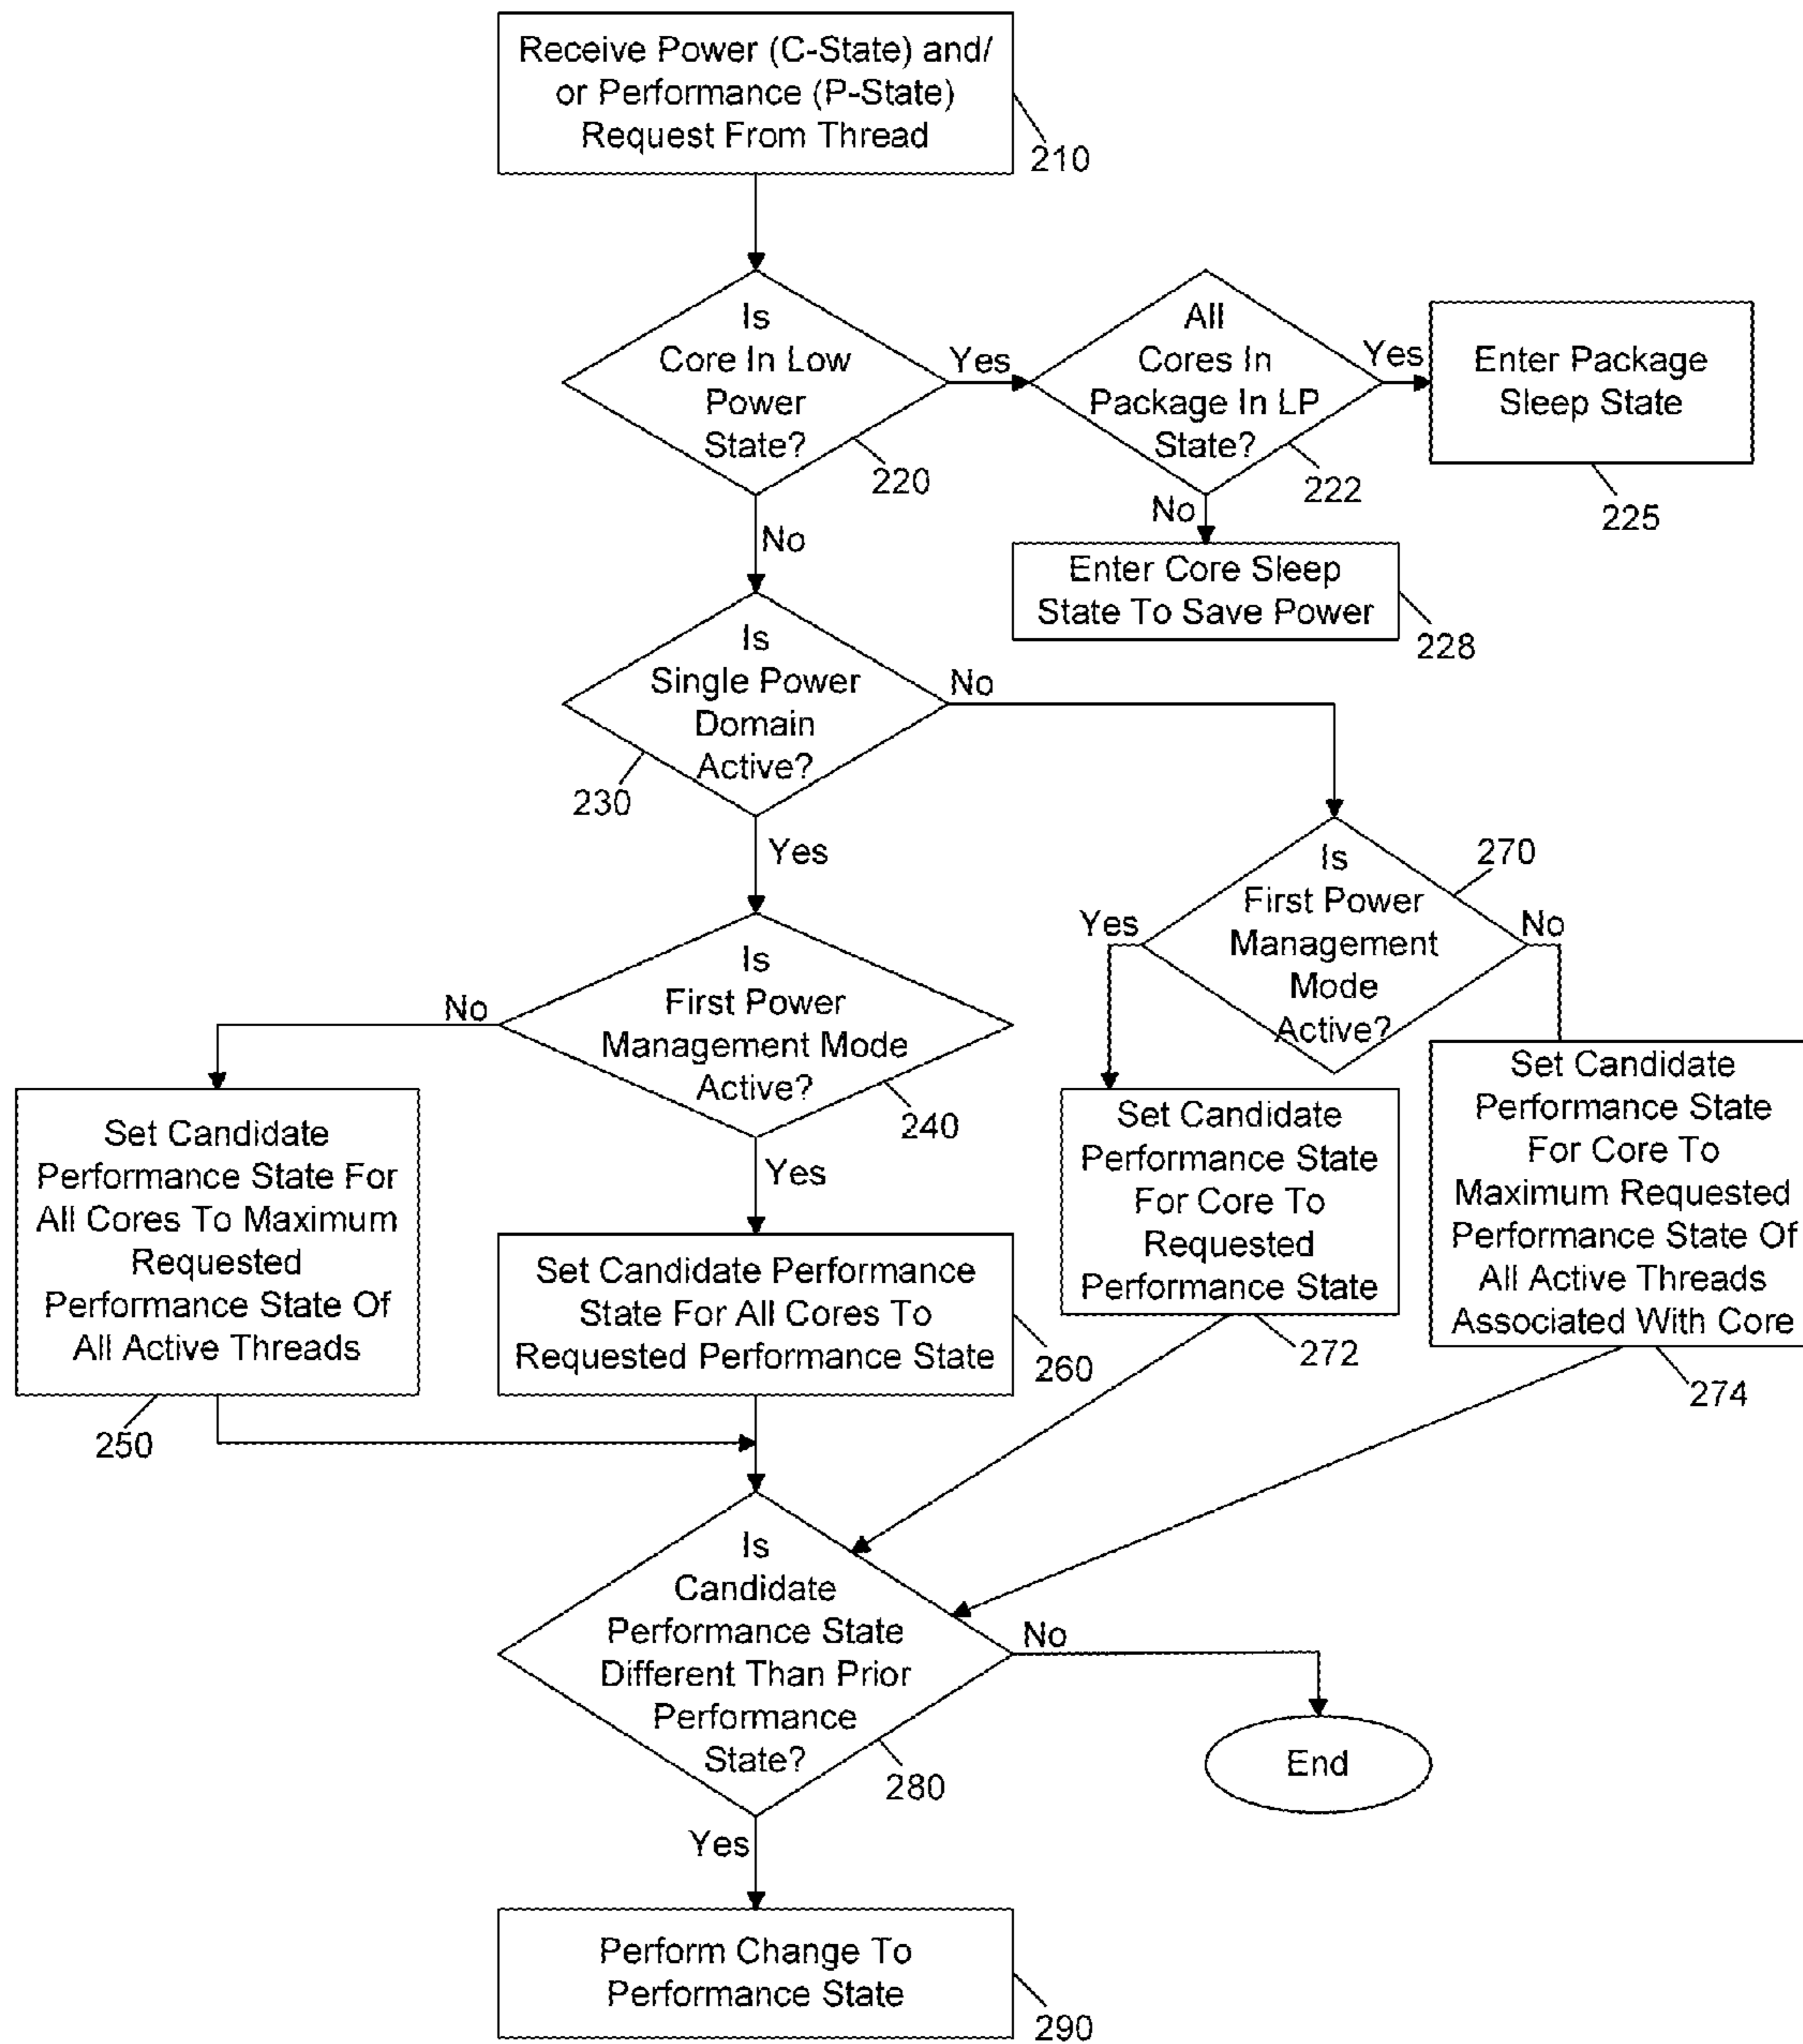 Receive Power (C-State) and/
or Performance (P-State)
Request From Thread
210
Is
Core In Low
Power
State?
220
Yes
All
Cores In
Package In LP
State?
222
Yes
Enter Package
Sleep State
225
No
Enter Core Sleep
State To Save Power
228
No
Is
Single Power
Domain
Active?
230
No
Yes
Is
First Power
Management
Mode
Active?
270
Yes
No
Is
First Power
Management Mode
Active?
240
No
Yes
Set Candidate
Performance State For
All Cores To Maximum
Requested
Performance State Of
All Active Threads
250
Set Candidate Performance
State For All Cores To
Requested Performance State
260
Set Candidate
Performance State
For Core To
Requested
Performance State
272
Set Candidate
Performance State
For Core To
Maximum Requested
Performance State Of
All Active Threads
Associated With Core
274
Is
Candidate
Performance State
Different Than Prior
Performance
State?
280
No
End
Yes
Perform Change To
Performance State
290